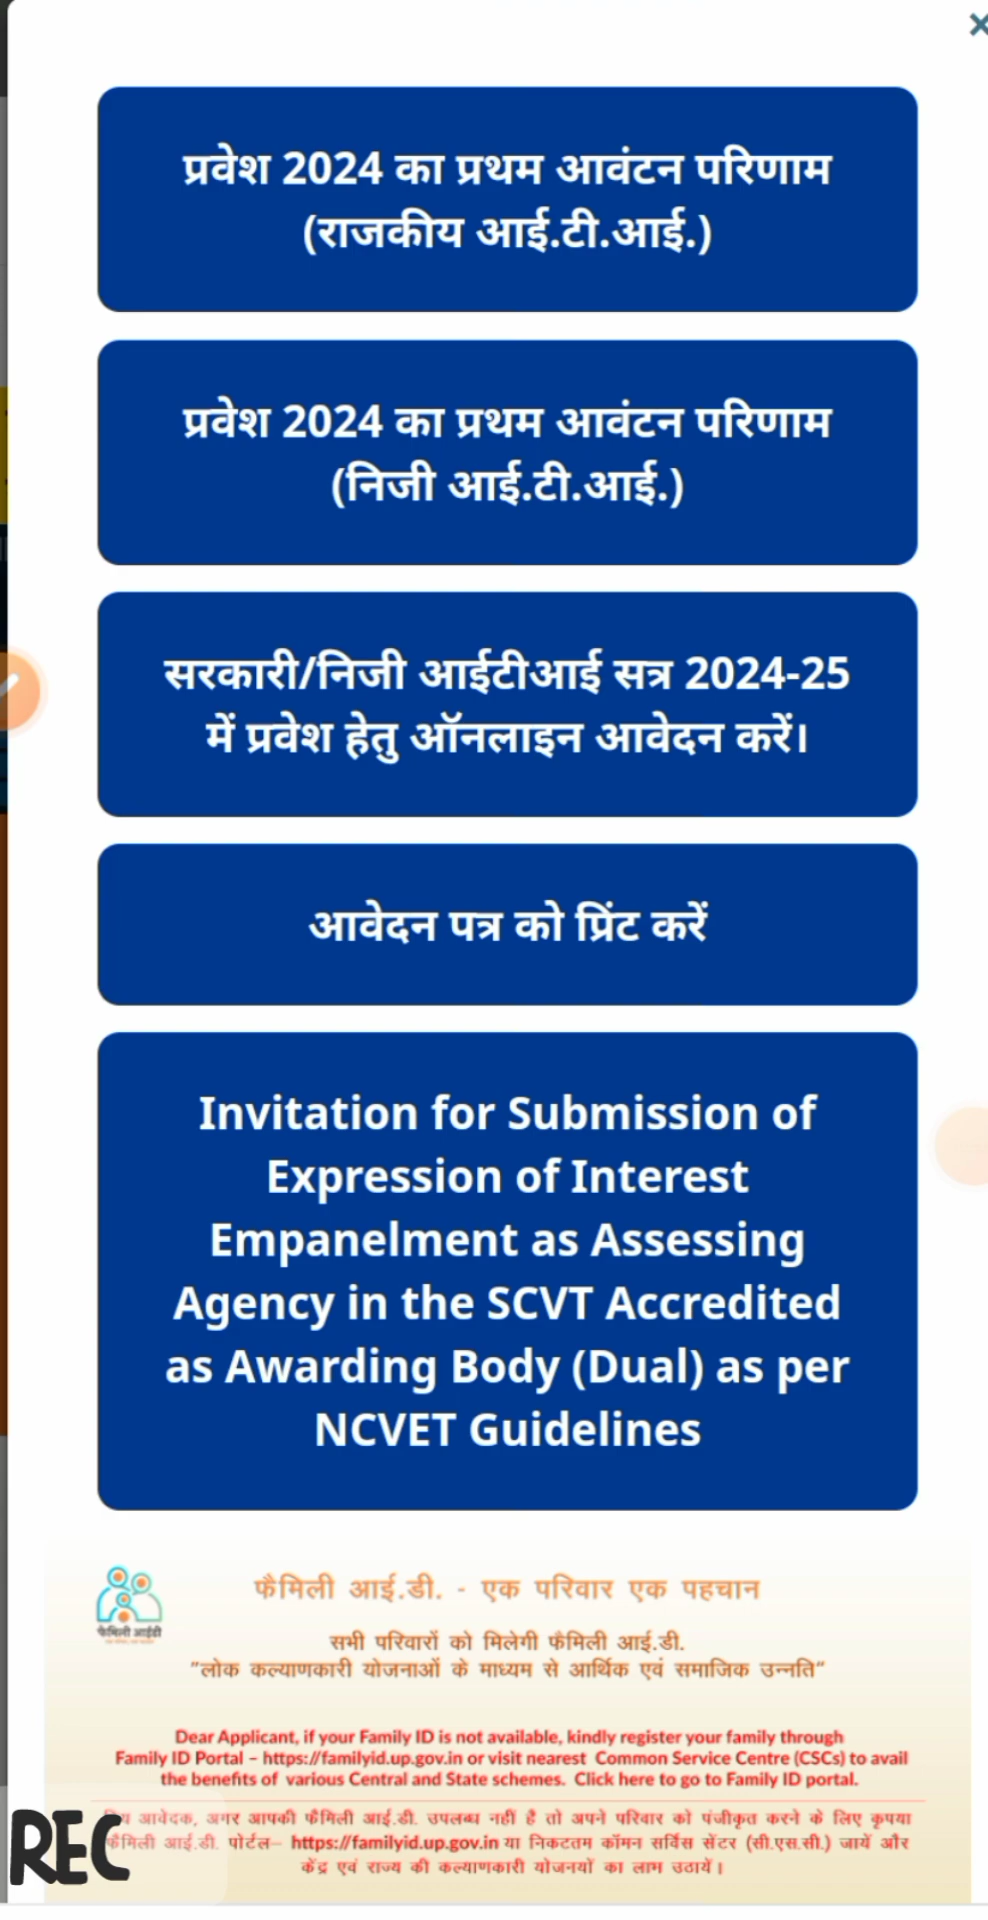 ×
प्रवेश 2024 का प्रथम आवंटन परिणाम
(राजकीय आई.टी.आई.)
प्रवेश 2024 का प्रथम आवंटन परिणाम
(निजी आई.टी.आई.)
सरकारी/निजी आईटीआई सत्र 2024-25
में प्रवेश हेतु ऑनलाइन आवेदन करें।
आवेदन पत्र को प्रिंट करें
Invitation for Submission of
Expression of Interest
Empanelment as Assessing
Agency in the SCVT Accredited
as Awarding Body (Dual) as per
NCVET Guidelines
फैमिली आई.डी. - एक परिवार एक पहचान
फैमिली आईडी
सभी परिवारों को मिलेगी फैमिली आई.डी.
"लोक कल्याणकारी योजनाओं के माध्यम से आर्थिक एवं समाजिक उन्नति"
Dear Applicant, if your Family ID is not available, kindly register your family through
Family ID Portal – https://familyid.up.gov.in or visit nearest Common Service Centre (CSCs) to avail
the benefits of various Central and State schemes. Click here to go to Family ID portal.
आवेदक, अगर आपकी फैमिली आई.डी. उपलब्ध नहीं है तो अपने परिवार को पंजीकृत करने के लिए कृपया
फैमिली आई.डी. पोर्टल– https://familyid.up.gov.in या निकटतम कॉमन सर्विस सेंटर (सी.एस.सी.) जायें और
केंद्र एवं राज्य की कल्याणकारी योजनयों का लाभ उठायें।
REC